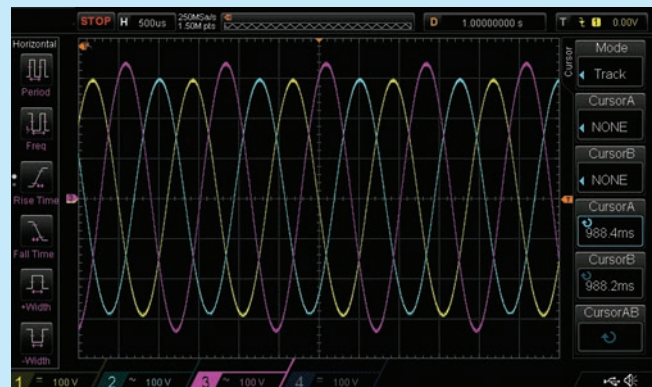 STOP H 500us 250MSa/s 1.50M pts D 1.00000000 s T 1 0.00V
Horizontal
Period
Freq
Rise Time
Fall Time
+Width
-Width
Cursor
Mode
Track
CursorA
NONE
CursorB
NONE
CursorA
988.4ms
CursorB
988.2ms
CursorAB
1 = 100 V 2 ~ 100 V 3 ~ 100 V 4 = 100 V